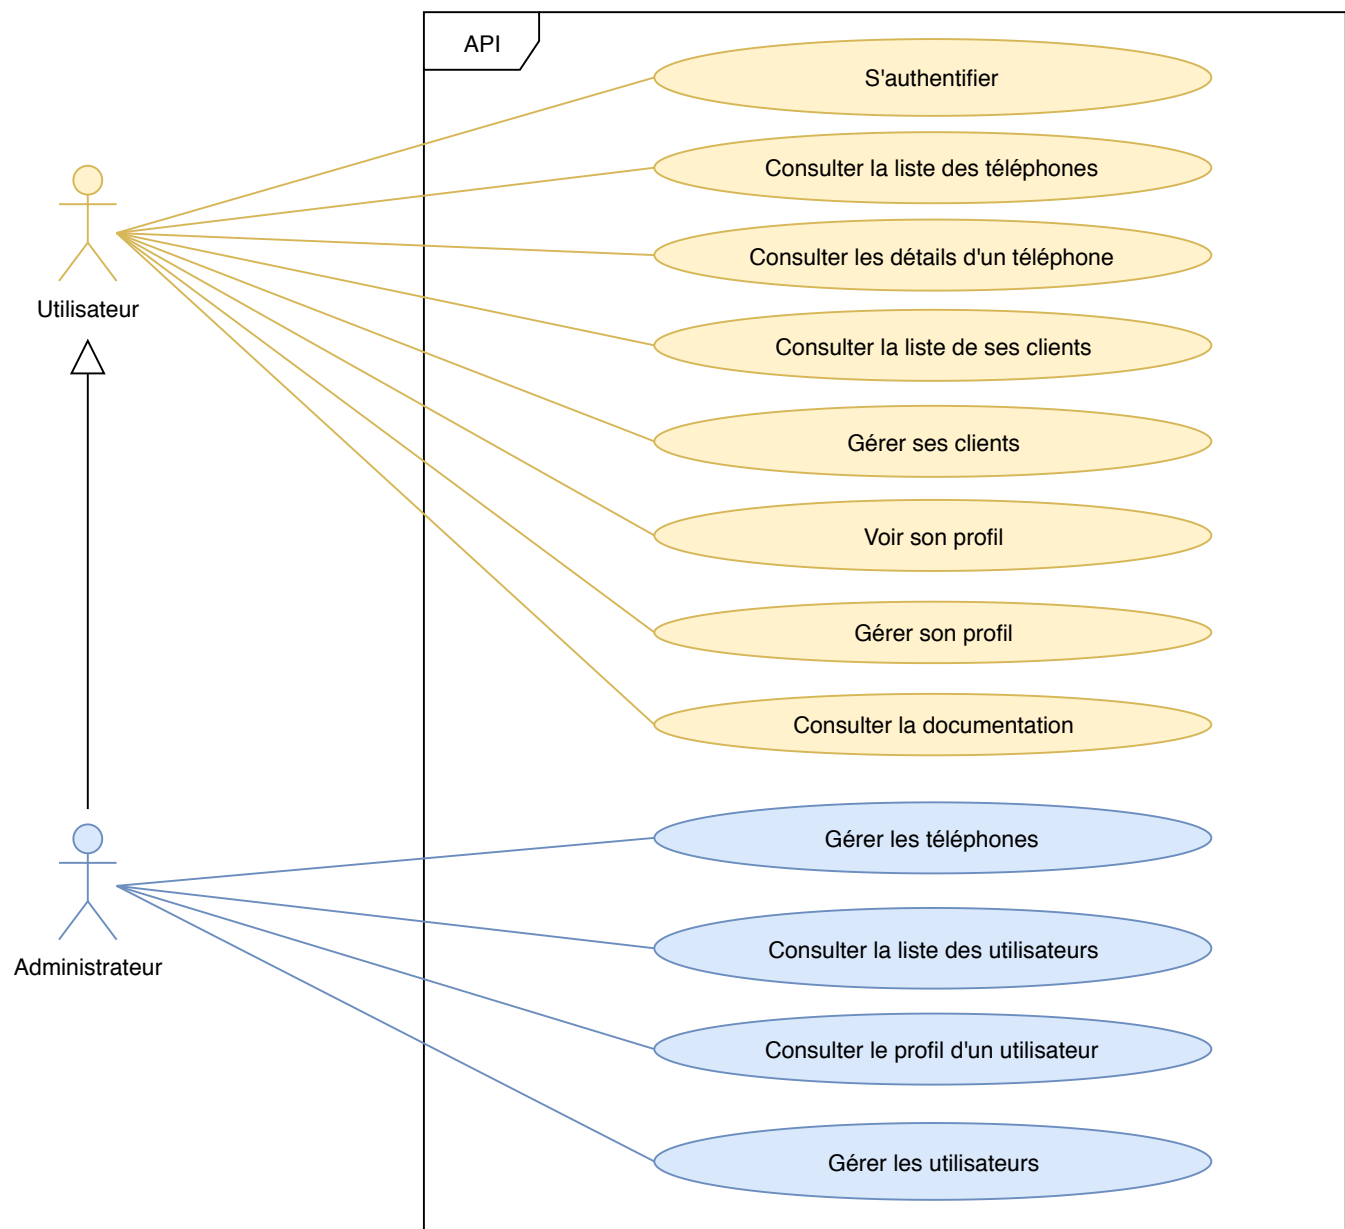 API
S'authentifier
Consulter la liste des téléphones
Consulter les détails d'un téléphone
Utilisateur
Consulter la liste de ses clients
Gérer ses clients
Voir son profil
Gérer son profil
Consulter la documentation
Gérer les téléphones
Consulter la liste des utilisateurs
Administrateur
Consulter le profil d'un utilisateur
Gérer les utilisateurs